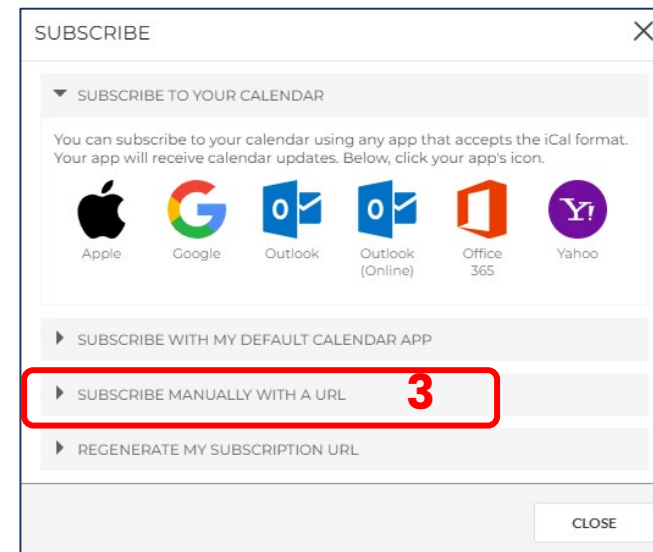 SUBSCRIBE
SUBSCRIBE TO YOUR CALENDAR
You can subscribe to your calendar using any app that accepts the iCal format.
Your app will receive calendar updates. Below, click your app's icon.
Apple Google Outlook Outlook (Online) Office 365 Yahoo
SUBSCRIBE WITH MY DEFAULT CALENDAR APP
SUBSCRIBE MANUALLY WITH A URL 3
REGENERATE MY SUBSCRIPTION URL
CLOSE